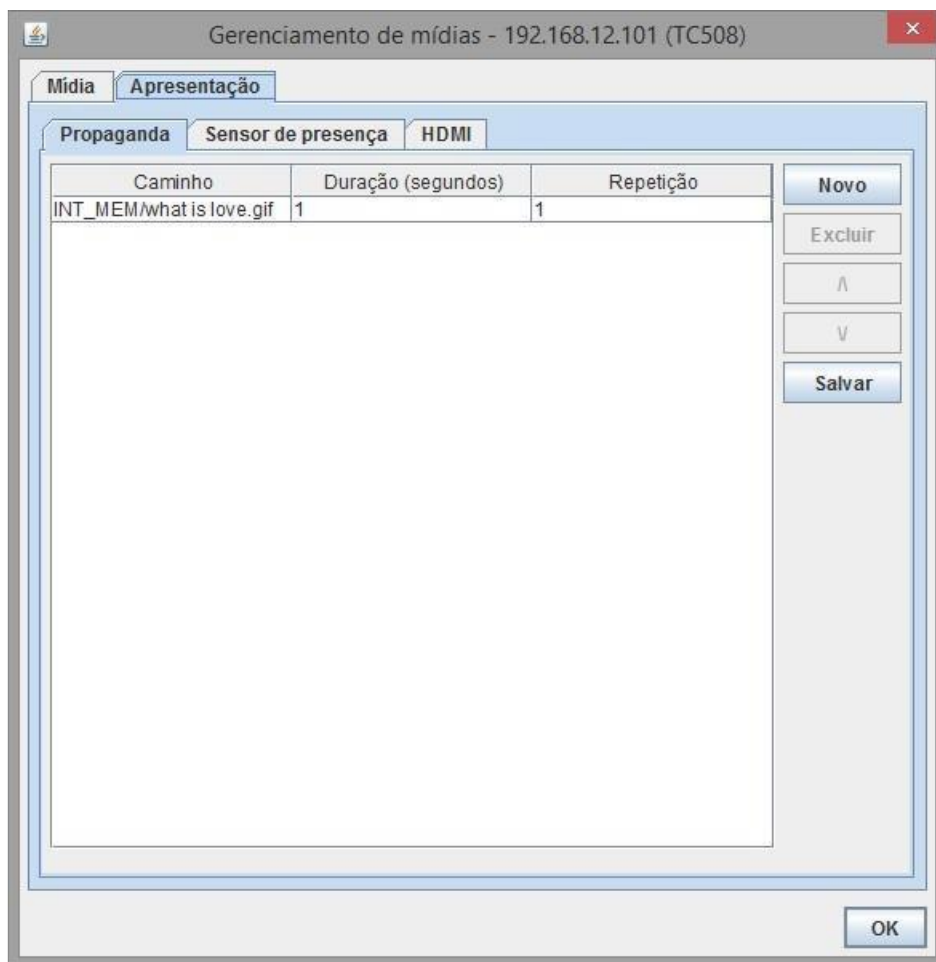 Gerenciamento de mídias - 192.168.12.101 (TC508)
Mídia Apresentação
Propaganda Sensor de presença HDMI
Caminho Duração (segundos) Repetição
INT_MEM/what is love.gif 1 1
Novo
Excluir
Λ
V
Salvar
OK